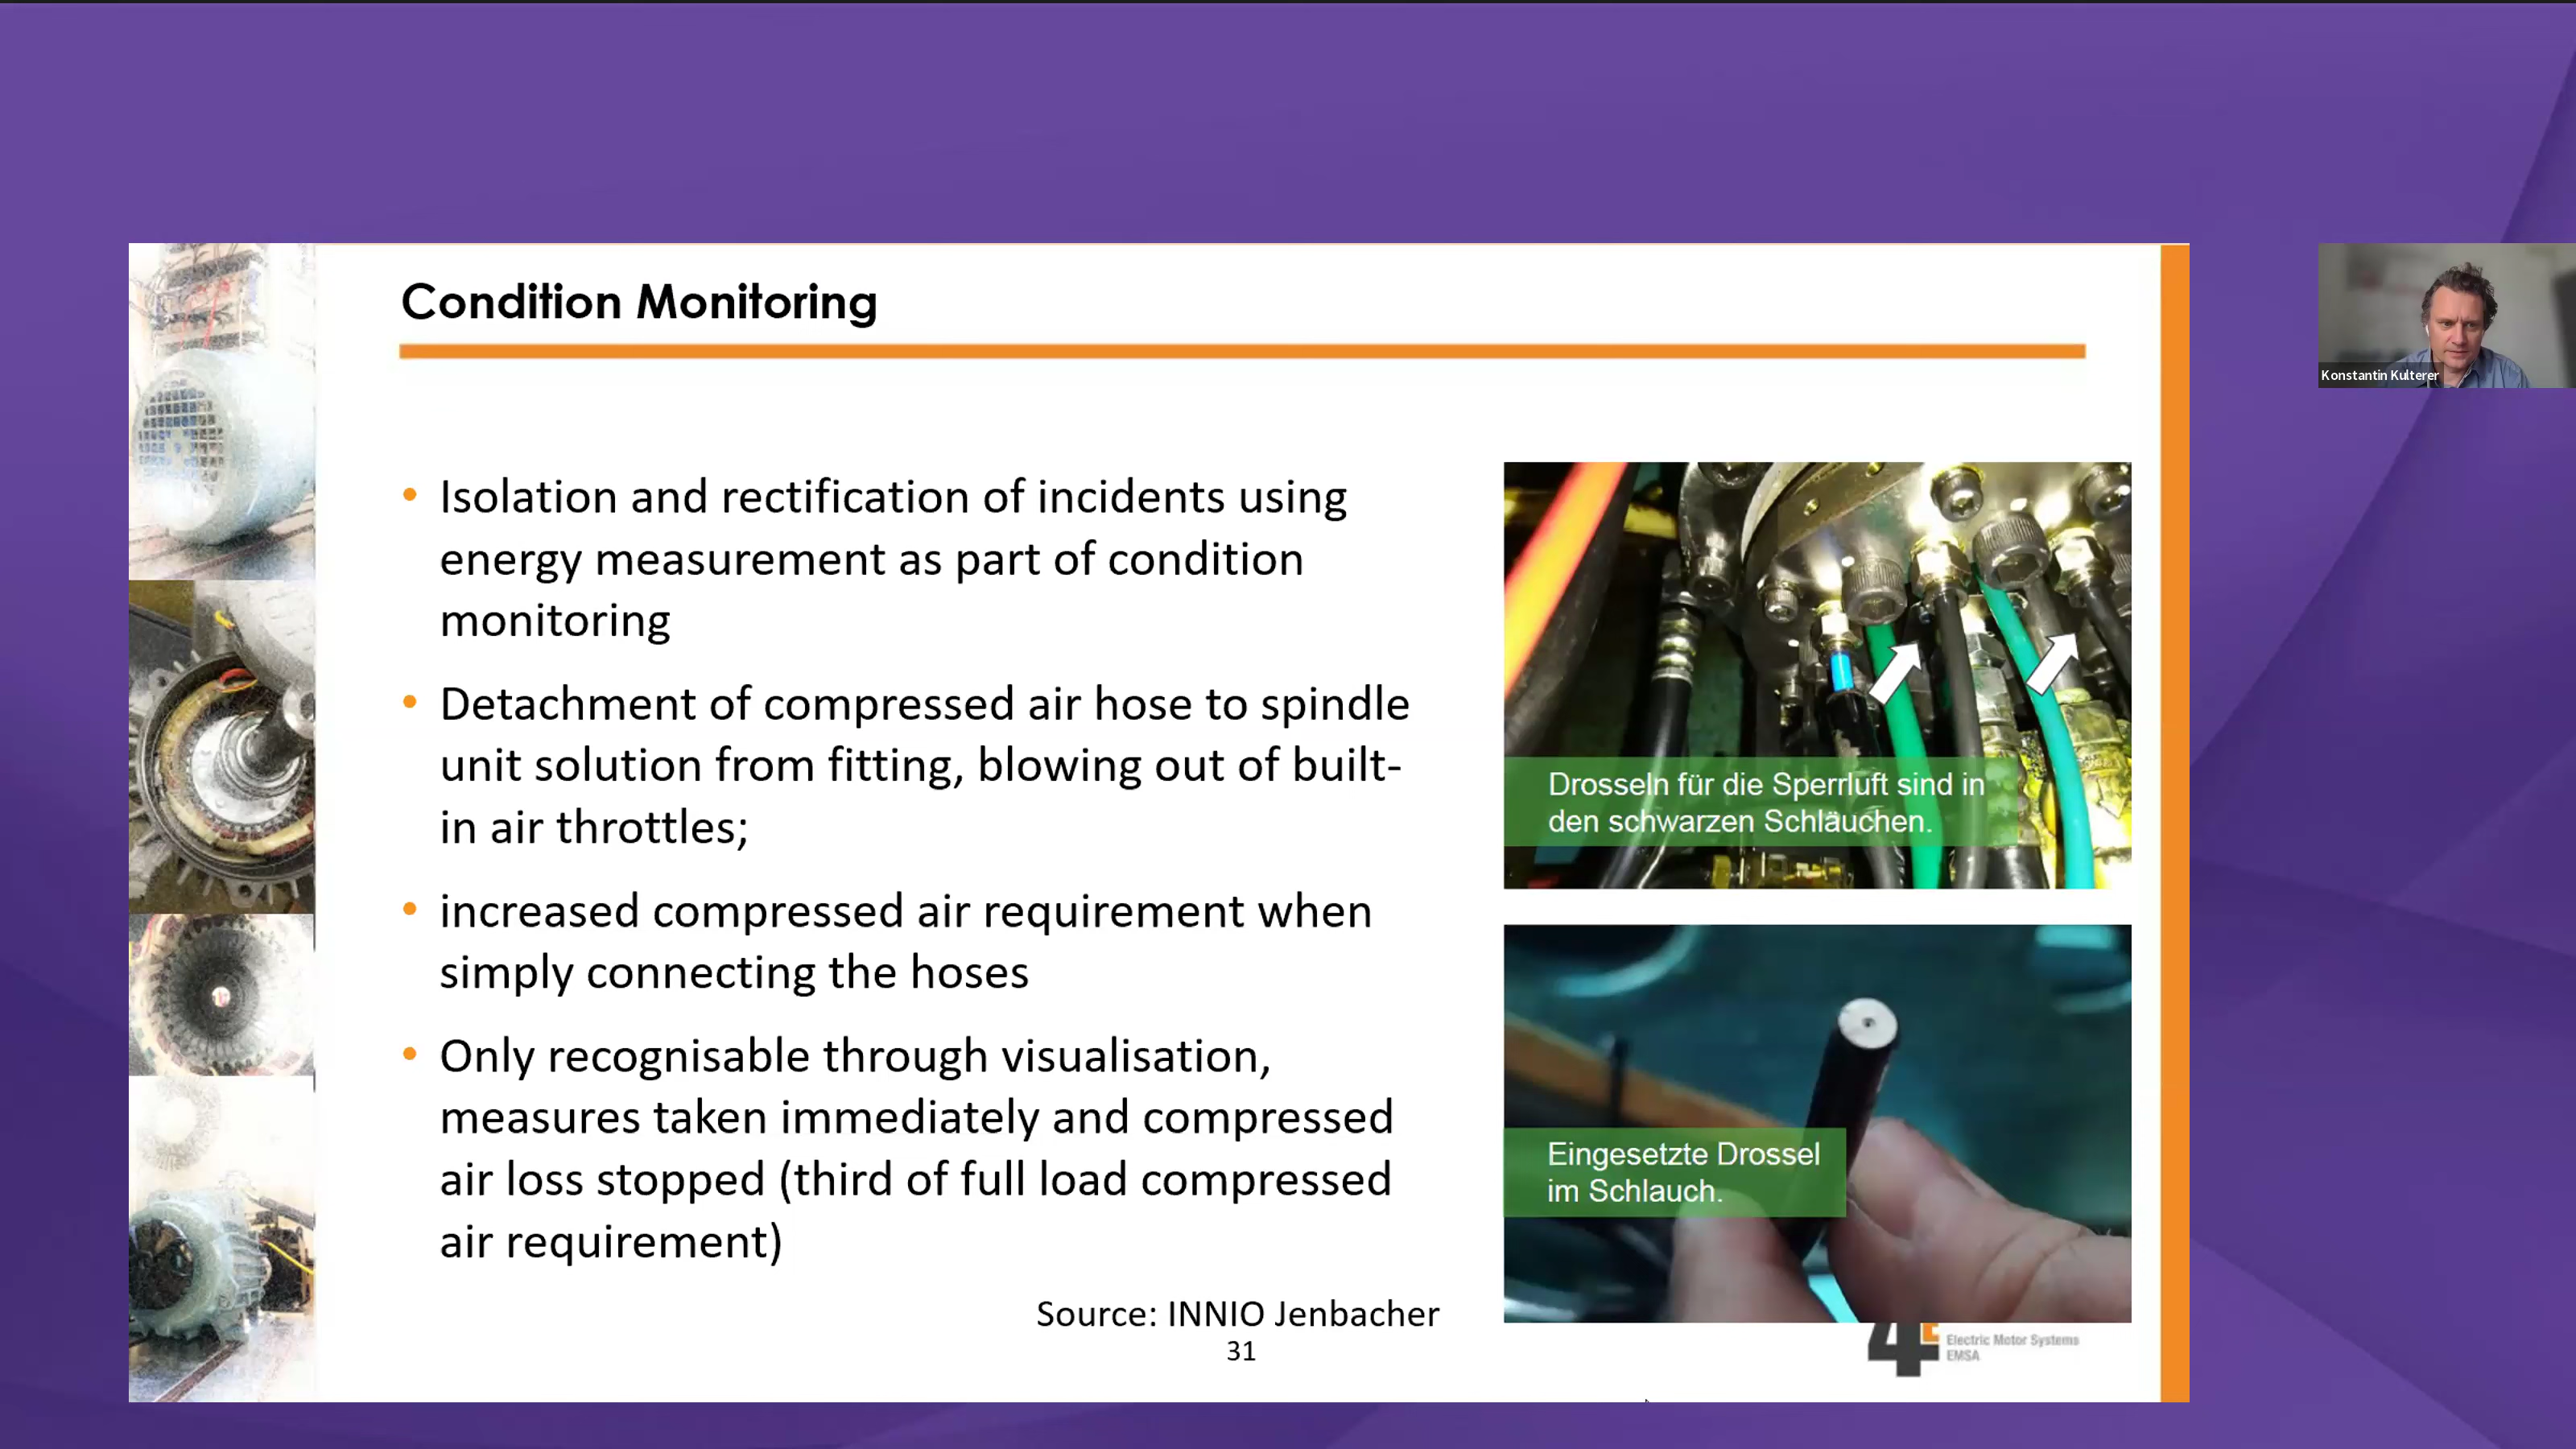 Condition Monitoring
Konstantin Kulterer
• Isolation and rectification of incidents using
energy measurement as part of condition
monitoring
• Detachment of compressed air hose to spindle
unit solution from fitting, blowing out of built-
in air throttles;
• increased compressed air requirement when
simply connecting the hoses
• Only recognisable through visualisation,
measures taken immediately and compressed
air loss stopped (third of full load compressed
air requirement)
Drosseln für die Sperrluft sind in
den schwarzen Schläuchen.
Eingesetzte Drossel
im Schlauch.
Source: INNIO Jenbacher
31
4E
Electric Motor Systems
EMSA